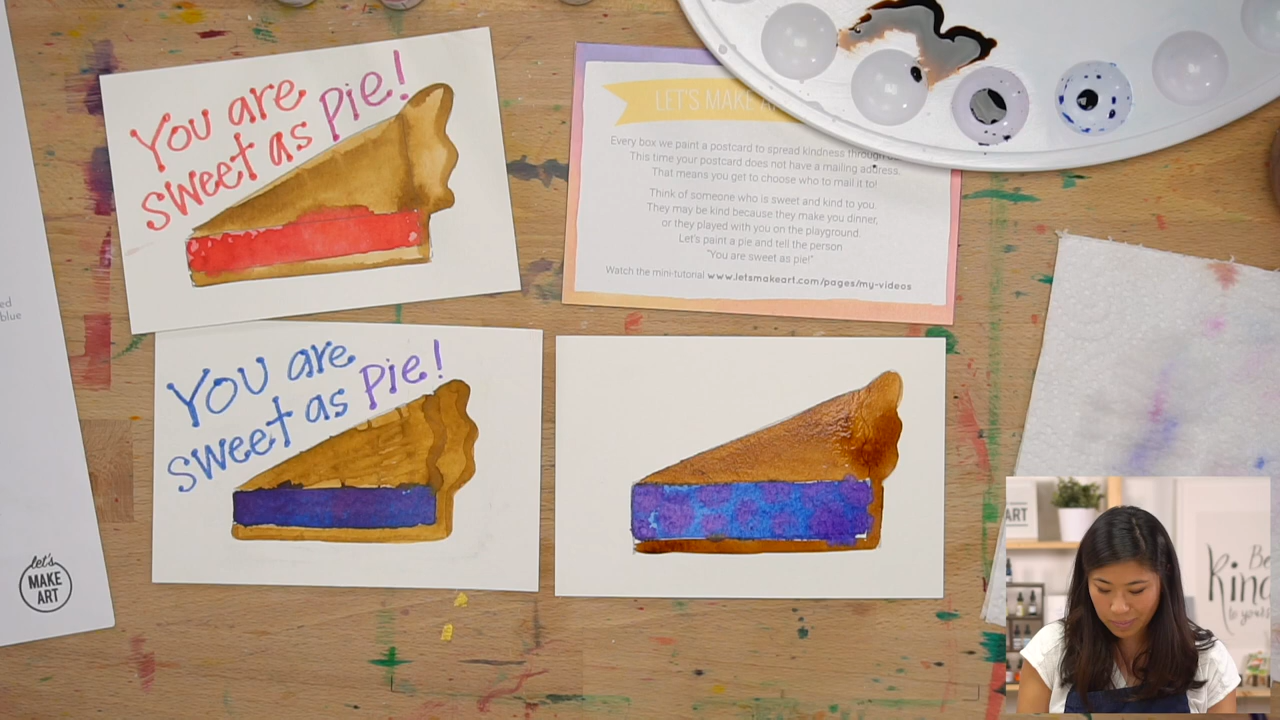 You are
sweet as Pie!
LET'S MAKE
Every box we paint a postcard to spread kindness through
This time your postcard does not have a mailing address.
That means you get to choose who to mail it to!
Think of someone who is sweet and kind to you.
They may be kind because they make you dinner,
or they played with you on the playground.
Let's paint a pie and tell the person
"You are sweet as pie!"
Watch the mini-tutorial www.letsmakeart.com/pages/my-videos
You are
sweet as Pie!
ed
blue
let's
MAKE
ART
ART
Be
kind
to yours